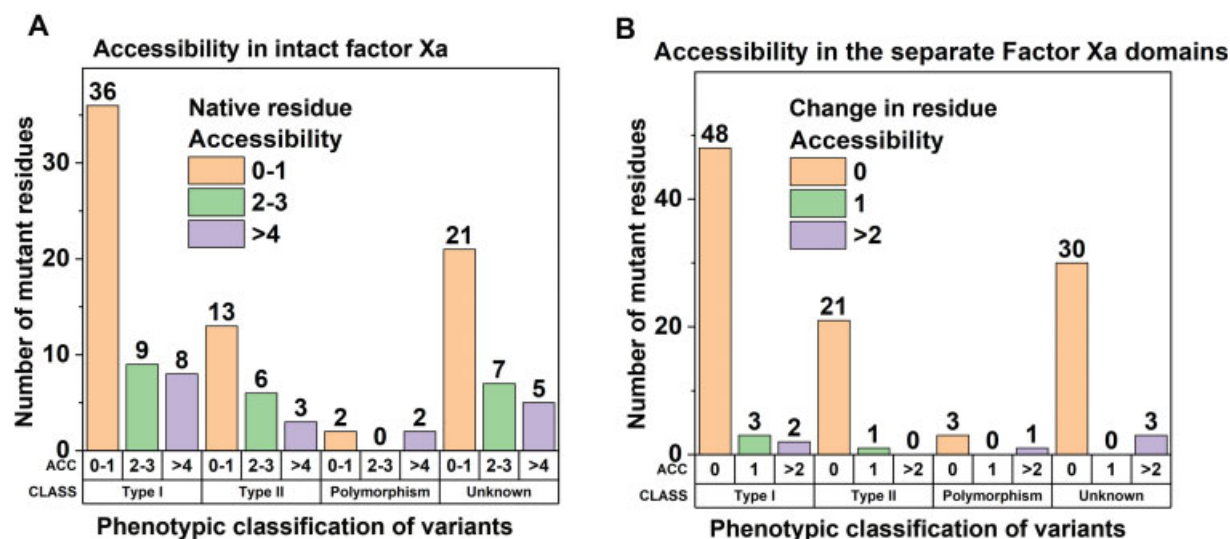 A
Accessibility in intact factor Xa
Number of mutant residues
30
20
10
0
36
9
8
13
6
3
2
0
2
21
7
5
Native residue
Accessibility
0-1
2-3
>4
ACC
0-1 2-3 >4 0-1 2-3 >4 0-1 2-3 >4 0-1 2-3 >4
CLASS
Type I Type II Polymorphism Unknown
Phenotypic classification of variants
B
Accessibility in the separate Factor Xa domains
Number of mutant residues
40
20
0
48
3
2
21
1
0
3
0
1
30
0
3
Change in residue
Accessibility
0
1
>2
ACC
0 1 >2 0 1 >2 0 1 >2 0 1 >2
CLASS
Type I Type II Polymorphism Unknown
Phenotypic classification of variants